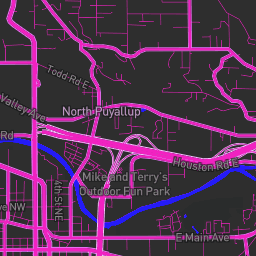 Todd Rd E
Valley Ave
North Puyallup
Rd
Houston Rd E
Mike and Terry's
Outdoor Fun Park
4th St NE
Ave NW
E Main Ave